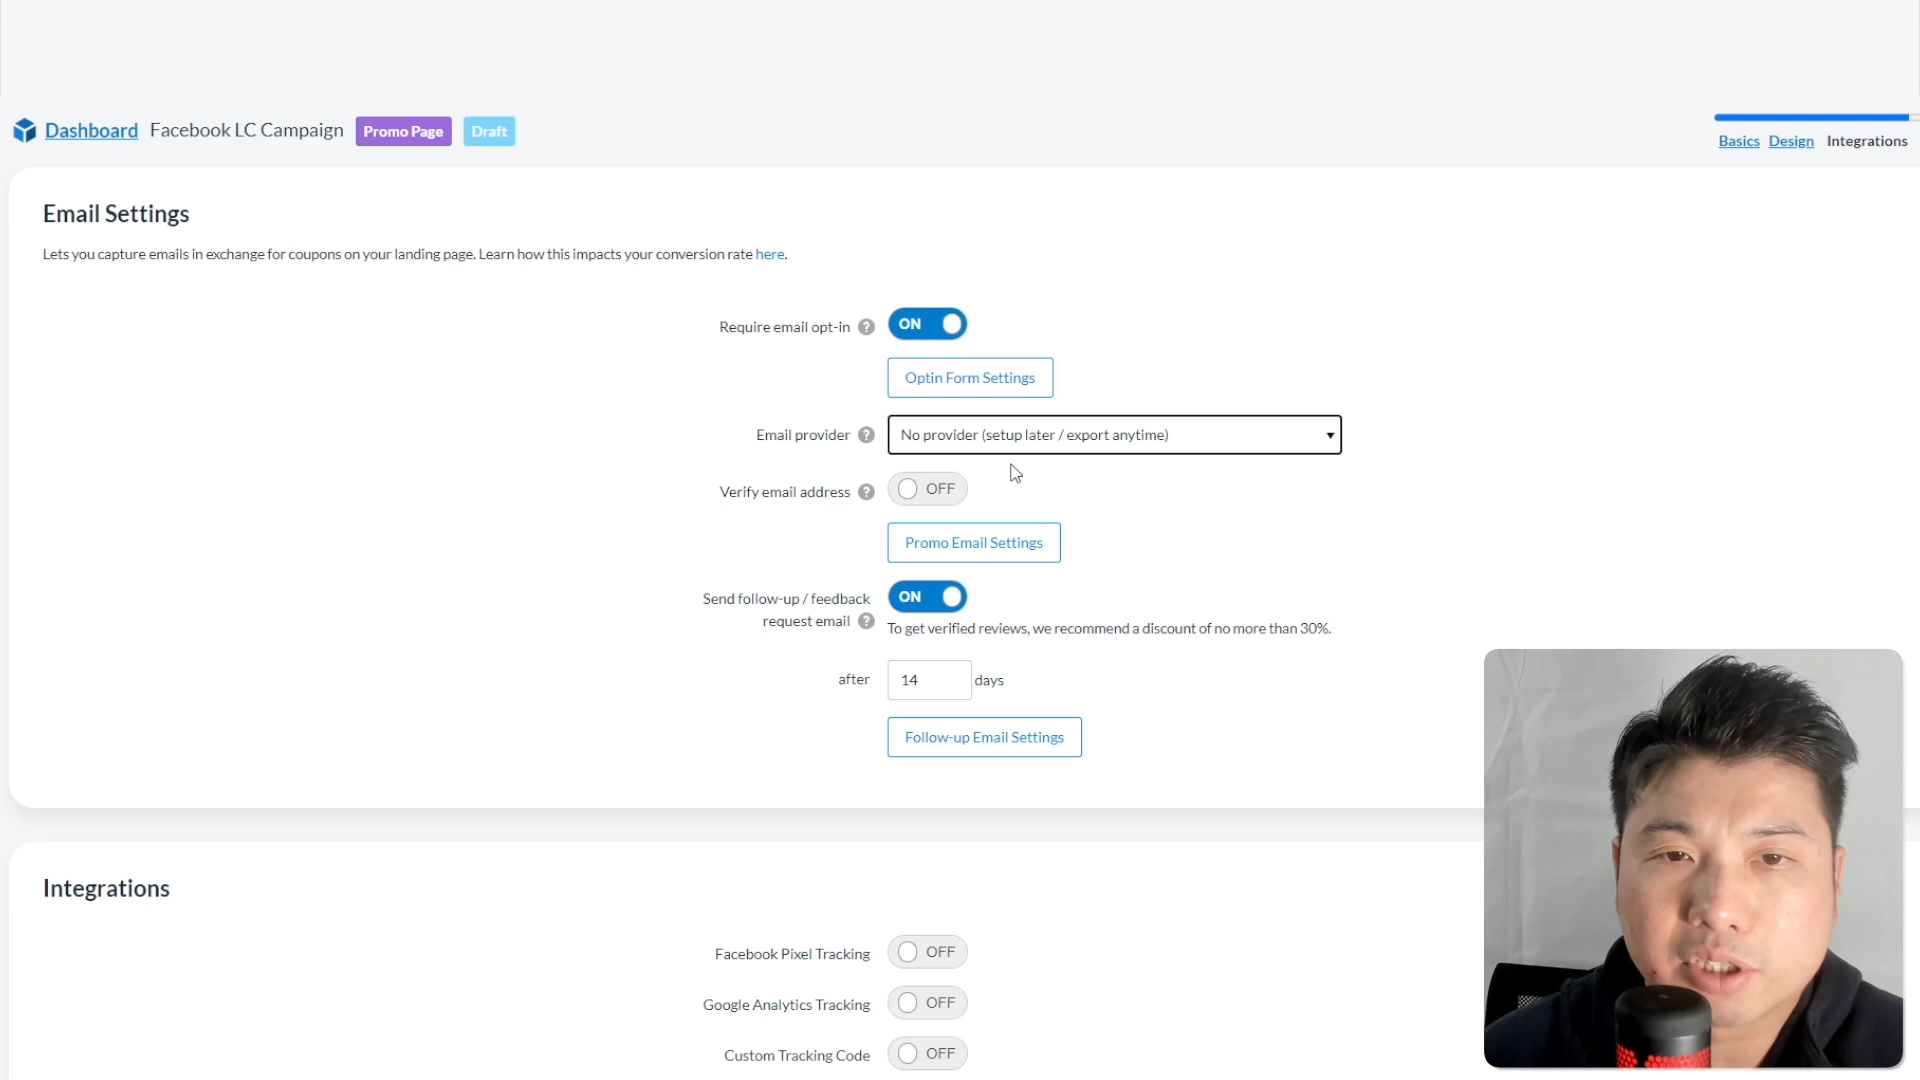 Dashboard Facebook LC Campaign Promo Page Draft
Basics Design Integrations
Email Settings
Lets you capture emails in exchange for coupons on your landing page. Learn how this impacts your conversion rate here.
Require email opt-in ? ON
Optin Form Settings
Email provider ? No provider (setup later / export anytime)
Verify email address ? OFF
Promo Email Settings
Send follow-up / feedback request email ? ON
To get verified reviews, we recommend a discount of no more than 30%.
after 14 days
Follow-up Email Settings
Integrations
Facebook Pixel Tracking OFF
Google Analytics Tracking OFF
Custom Tracking Code OFF